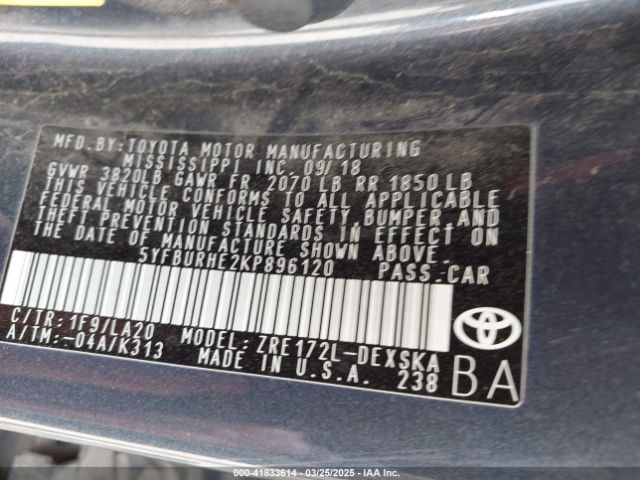 MFD.BY:TOYOTA MOTOR MANUFACTURING
MISSISSIPPI INC. 09/18
GVWR 3820LB GAWR FR 2070 LB RR 1850 LB
THIS VEHICLE CONFORMS TO ALL APPLICABLE
FEDERAL MOTOR VEHICLE SAFETY, BUMPER AND
THEFT PREVENTION STANDARDS IN EFFECT ON
THE DATE OF MANUFACTURE SHOWN ABOVE.
5YFBURHE2KP896120 PASS.CAR
C/TR:1F9/LA20
A/TM:-04A/K313
MODEL: ZRE172L-DEXSKA
MADE IN U.S.A. 238
BA
000-41833614 — 03/25/2025 — IAA Inc.